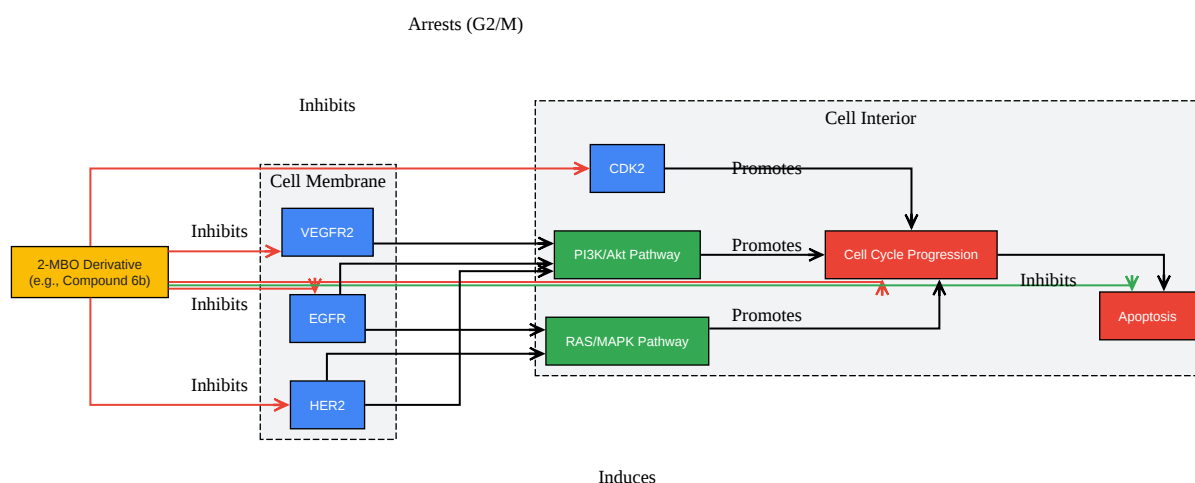 Arrests (G2/M)
Inhibits
Cell Interior
CDK2
Promotes
Cell Membrane
VEGFR2
Inhibits
PI3K/Akt Pathway
Promotes
Cell Cycle Progression
2-MBO Derivative
(e.g., Compound 6b)
Inhibits
Inhibits
EGFR
Promotes
Apoptosis
RAS/MAPK Pathway
Inhibits
HER2
Induces